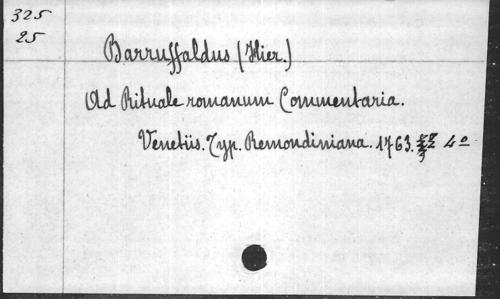 325
25
Barruffaldus (Hier.)
Ad Rituale romanum Commentaria.
Venetiis. Typ. Remondiniana. 1763. 4º